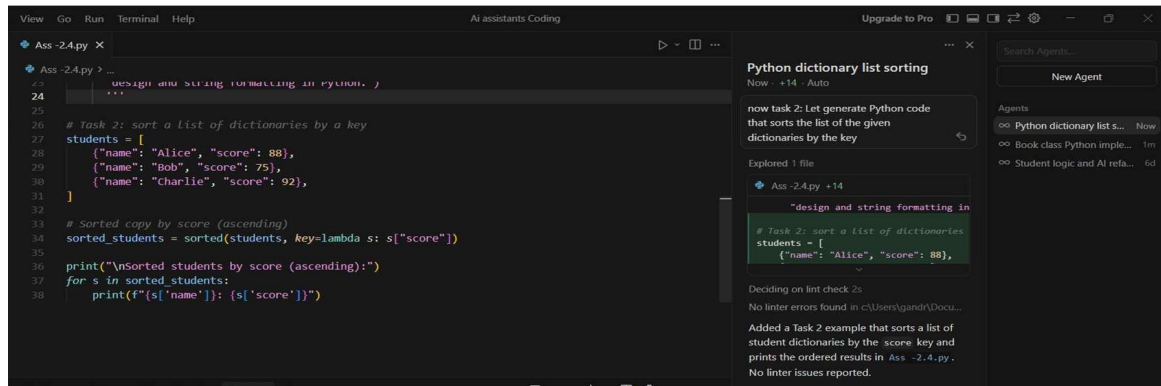 View Go Run Terminal Help
Ai assistants Coding
Upgrade to Pro
Ass -2.4.py
Ass -2.4.py > ...
23 design and string formatting in Python. )
24 '''
25
26 # Task 2: sort a list of dictionaries by a key
27 students = [
28 {"name": "Alice", "score": 88},
29 {"name": "Bob", "score": 75},
30 {"name": "Charlie", "score": 92},
31 ]
32
33 # Sorted copy by score (ascending)
34 sorted_students = sorted(students, key=lambda s: s["score"])
35
36 print("\nSorted students by score (ascending):")
37 for s in sorted_students:
38 print(f"{s['name']}: {s['score']}")
Python dictionary list sorting
Now · +14 · Auto
now task 2: Let generate Python code
that sorts the list of the given
dictionaries by the key
Explored 1 file
Ass -2.4.py +14
"design and string formatting in
# Task 2: sort a list of dictionaries
students = [
{"name": "Alice", "score": 88},
Deciding on lint check 2s
No linter errors found in c:\Users\gandr\Docu...
Added a Task 2 example that sorts a list of
student dictionaries by the score key and
prints the ordered results in Ass -2.4.py.
No linter issues reported.
Search Agents...
New Agent
Agents
Python dictionary list s... Now
Book class Python imple... 1m
Student logic and AI refa... 6d